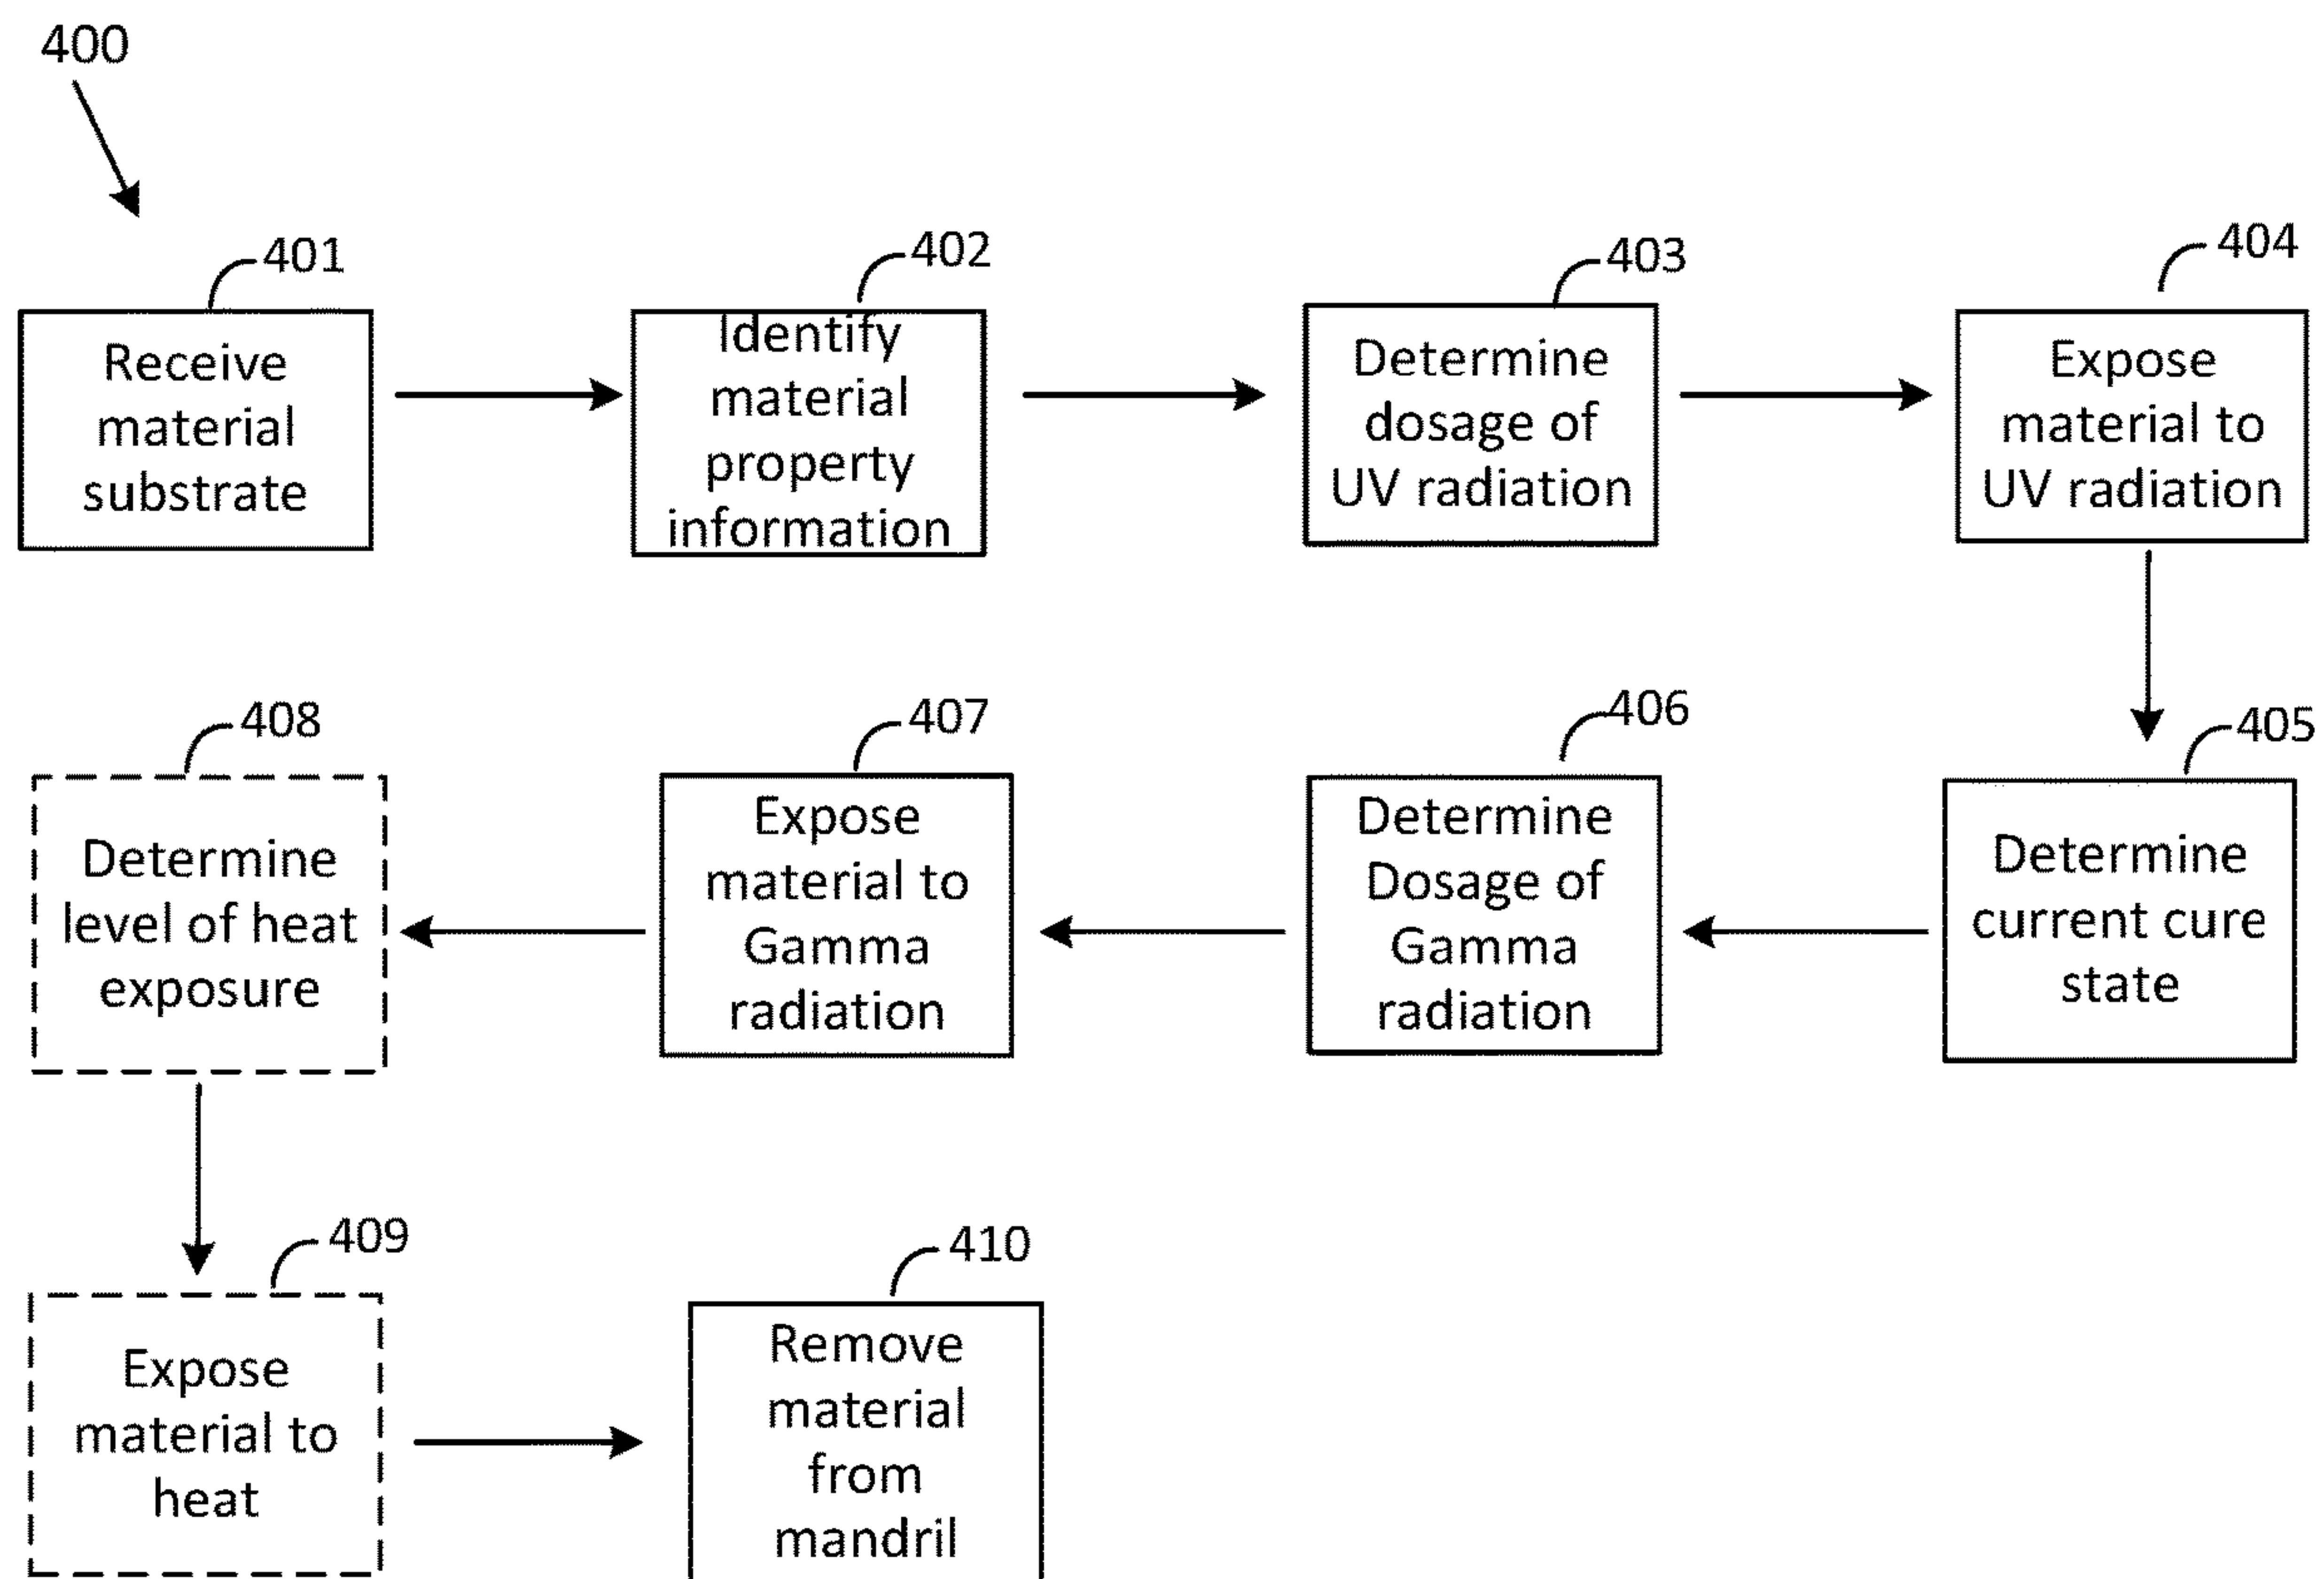 400
401
Receive
material
substrate
402
Identify
material
property
information
403
Determine
dosage of
UV radiation
404
Expose
material to
UV radiation
405
Determine
current cure
state
406
Determine
Dosage of
Gamma
radiation
407
Expose
material to
Gamma
radiation
408
Determine
level of heat
exposure
409
Expose
material to
heat
410
Remove
material
from
mandril